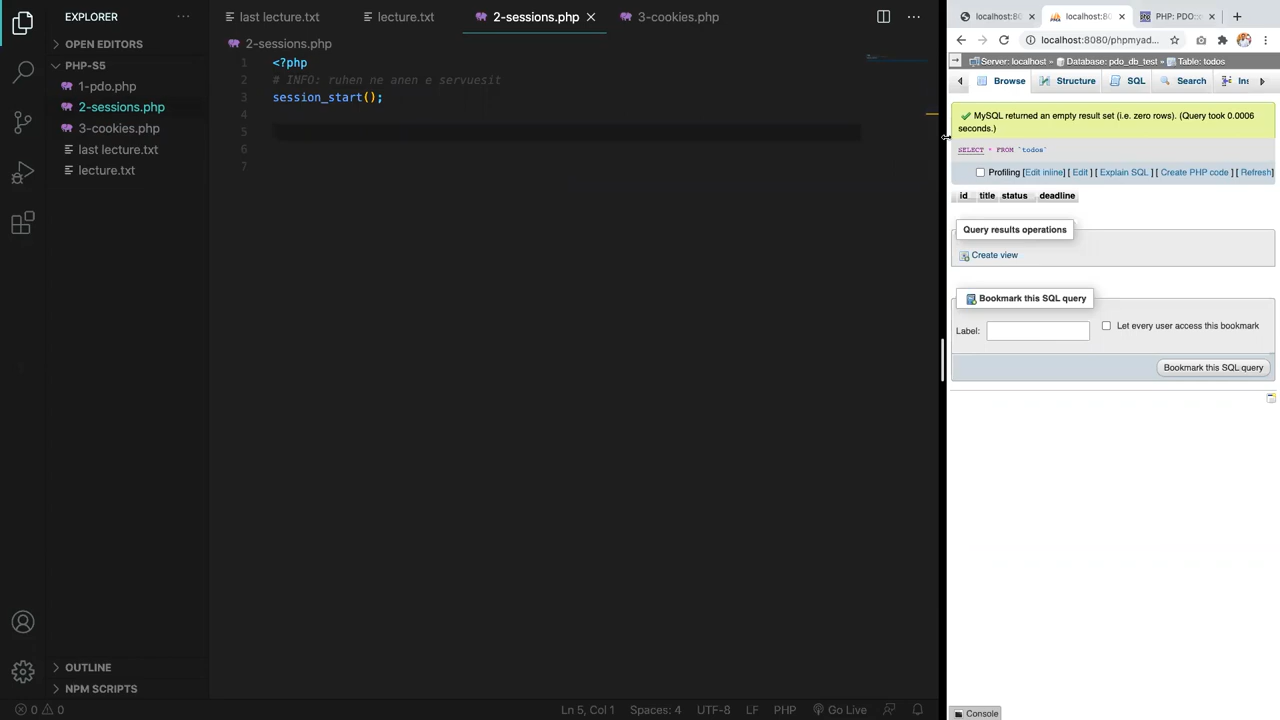 EXPLORER
OPEN EDITORS
PHP-S5
1-pdo.php
2-sessions.php
3-cookies.php
last lecture.txt
lecture.txt
OUTLINE
NPM SCRIPTS
0 0
last lecture.txt
lecture.txt
2-sessions.php
3-cookies.php
2-sessions.php
1 <?php
2 # INFO: ruhen ne anen e servuesit
3 session_start();
4
5
6
7
Ln 5, Col 1
Spaces: 4
UTF-8
LF
PHP
Go Live
localhost:80
localhost:80
PHP: PDO::
localhost:8080/phpmyad...
Server: localhost » Database: pdo_db_test » Table: todos
Browse
Structure
SQL
Search
Ins
MySQL returned an empty result set (i.e. zero rows). (Query took 0.0006
seconds.)
SELECT * FROM `todos`
Profiling [Edit inline] [ Edit ] [ Explain SQL ] [ Create PHP code ] [ Refresh]
id title status deadline
Query results operations
Create view
Bookmark this SQL query
Label:
Let every user access this bookmark
Bookmark this SQL query
Console